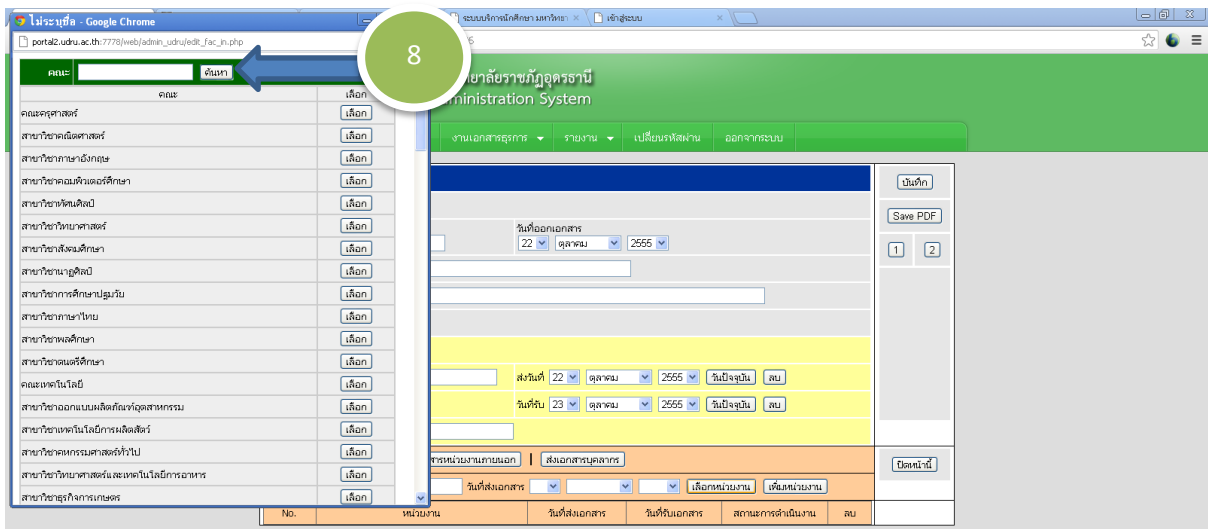 ไม่ระบุชื่อ - Google Chrome
ระบบบริการนักศึกษา มหาวิทยา
เข้าสู่ระบบ
portal2.udru.ac.th:7778/web/admin_udru/edit_fac_in.php
8
คณะ ค้นหา
ยาลัยราชภัฏอุดรธานี
ministration System
คณะ เลือก
คณะครุศาสตร์ เลือก
สาขาวิชาคณิตศาสตร์ เลือก
งานเอกสารธุรการ รายงาน เปลี่ยนรหัสผ่าน ออกจากระบบ
สาขาวิชาภาษาอังกฤษ เลือก
สาขาวิชาคอมพิวเตอร์ศึกษา เลือก
บันทึก
สาขาวิชาทัศนศิลป์ เลือก
Save PDF
สาขาวิชาวิทยาศาสตร์ เลือก
วันที่ออกเอกสาร
22 ตุลาคม 2555
1 2
สาขาวิชาสังคมศึกษา เลือก
สาขาวิชานาฏศิลป์ เลือก
สาขาวิชาการศึกษาปฐมวัย เลือก
สาขาวิชาภาษาไทย เลือก
สาขาวิชาพลศึกษา เลือก
สาขาวิชาดนตรีศึกษา เลือก
คณะเทคโนโลยี เลือก
ส่งวันที่ 22 ตุลาคม 2555 วันปัจจุบัน ลบ
สาขาวิชาออกแบบผลิตภัณฑ์อุตสาหกรรม เลือก
วันที่รับ 23 ตุลาคม 2555 วันปัจจุบัน ลบ
สาขาวิชาเทคโนโลยีการผลิตสัตว์ เลือก
สาขาวิชาคหกรรมศาสตร์ทั่วไป เลือก
สารหน่วยงานภายนอก | ส่งเอกสารบุคลากร
ปิดหน้านี้
สาขาวิชาวิทยาศาสตร์และเทคโนโลยีการอาหาร เลือก
วันที่ส่งเอกสาร เลือกหน่วยงาน เพิ่มหน่วยงาน
สาขาวิชาธุรกิจการเกษตร เลือก
No. หน่วยงาน วันที่ส่งเอกสาร วันที่รับเอกสาร สถานะการดำเนินงาน ลบ